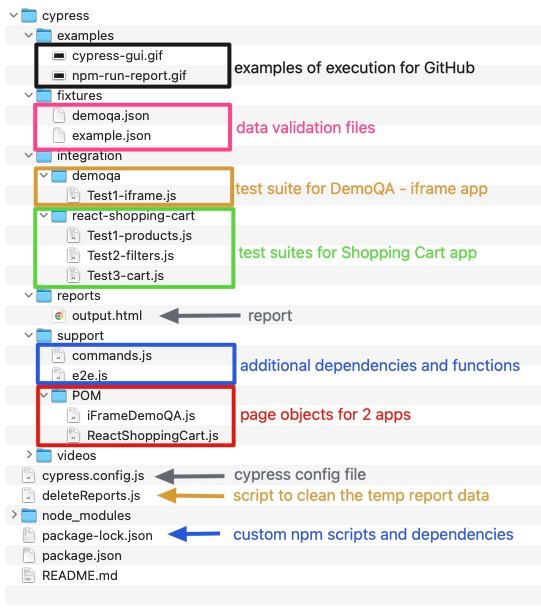 cypress
examples
cypress-gui.gif
npm-run-report.gif
examples of execution for GitHub
fixtures
demoqa.json
example.json
data validation files
integration
demoqa
Test1-iframe.js
test suite for DemoQA - iframe app
react-shopping-cart
Test1-products.js
Test2-filters.js
Test3-cart.js
test suites for Shopping Cart app
reports
output.html
report
support
commands.js
e2e.js
additional dependencies and functions
POM
iFrameDemoQA.js
ReactShoppingCart.js
page objects for 2 apps
videos
cypress.config.js
cypress config file
deleteReports.js
script to clean the temp report data
node_modules
package-lock.json
custom npm scripts and dependencies
package.json
README.md